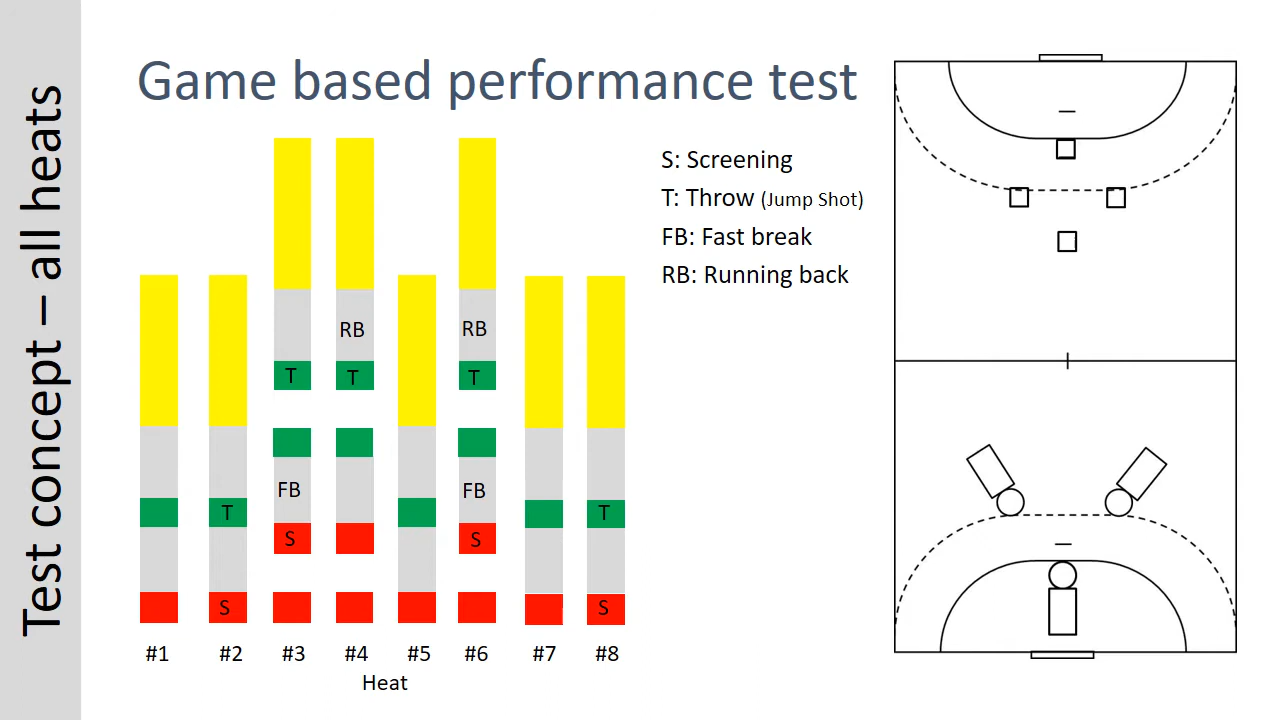 Test concept – all heats
Game based performance test
S: Screening
T: Throw (Jump Shot)
FB: Fast break
RB: Running back
RB
RB
T
T
T
FB
FB
T
T
S
S
S
S
#1 #2 #3 #4 #5 #6 #7 #8
Heat